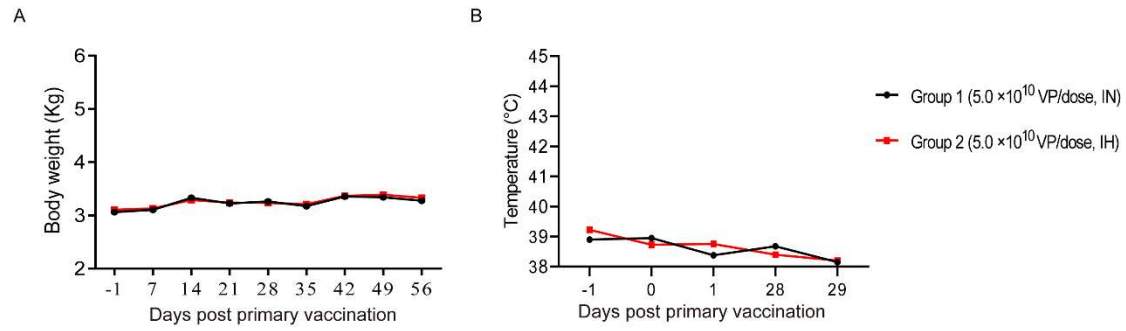 A
Body weight (Kg)
6
5
4
3
2
-1 7 14 21 28 35 42 49 56
Days post primary vaccination
B
Temperature (°C)
45
44
43
42
41
40
39
38
-1 0 1 28 29
Days post primary vaccination
Group 1 (5.0 ×10¹⁰ VP/dose, IN)
Group 2 (5.0 ×10¹⁰ VP/dose, IH)